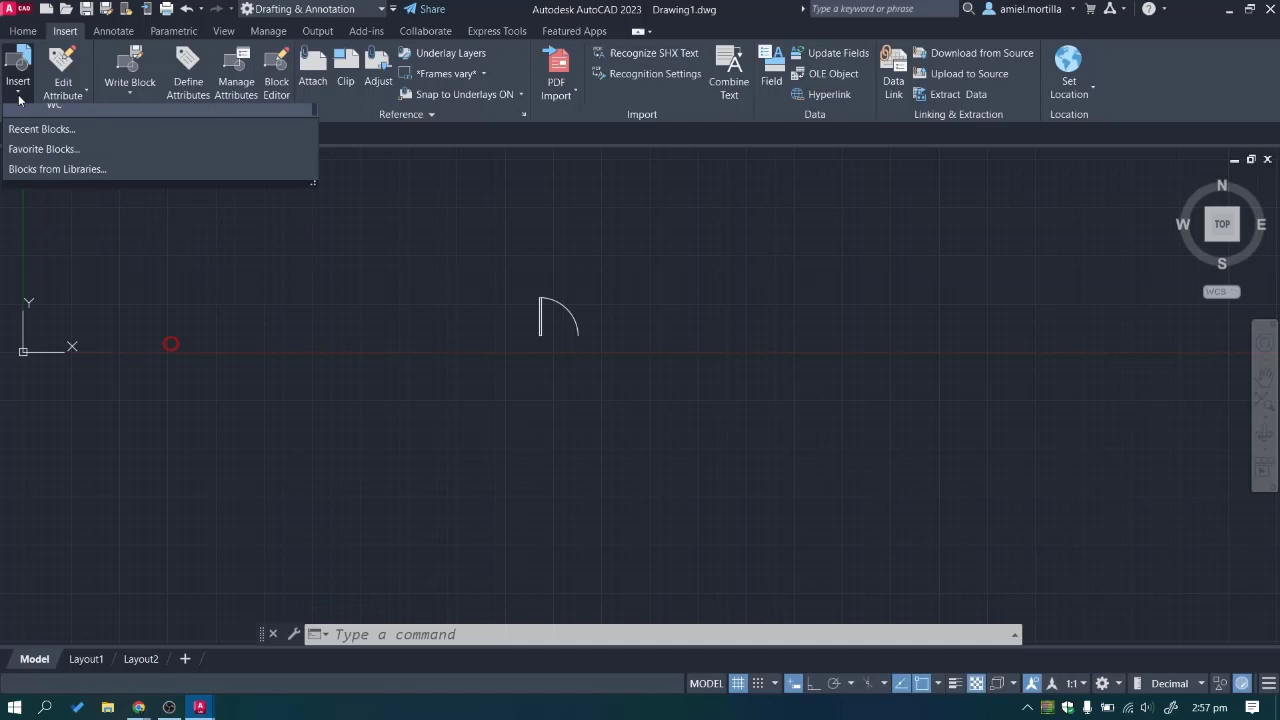 CAD Drafting & Annotation Share Autodesk AutoCAD 2023 Drawing1.dwg Type a keyword or phrase amiel.mortilla
Home Insert Annotate Parametric View Manage Output Add-ins Collaborate Express Tools Featured Apps
Insert Edit Attribute Write Block Define Attributes Manage Attributes Block Editor Attach Clip Adjust
Underlay Layers
*Frames vary*
Snap to Underlays ON
Reference
PDF Import
Recognize SHX Text
Recognition Settings
Combine Text
Import
Field
Update Fields
OLE Object
Hyperlink
Data
Data Link
Download from Source
Upload to Source
Extract Data
Linking & Extraction
Set Location
Location
WC
Recent Blocks...
Favorite Blocks...
Blocks from Libraries...
N
W TOP E
S
WCS
Y
X
Type a command
Model Layout1 Layout2
MODEL 1:1 Decimal
2:57 pm